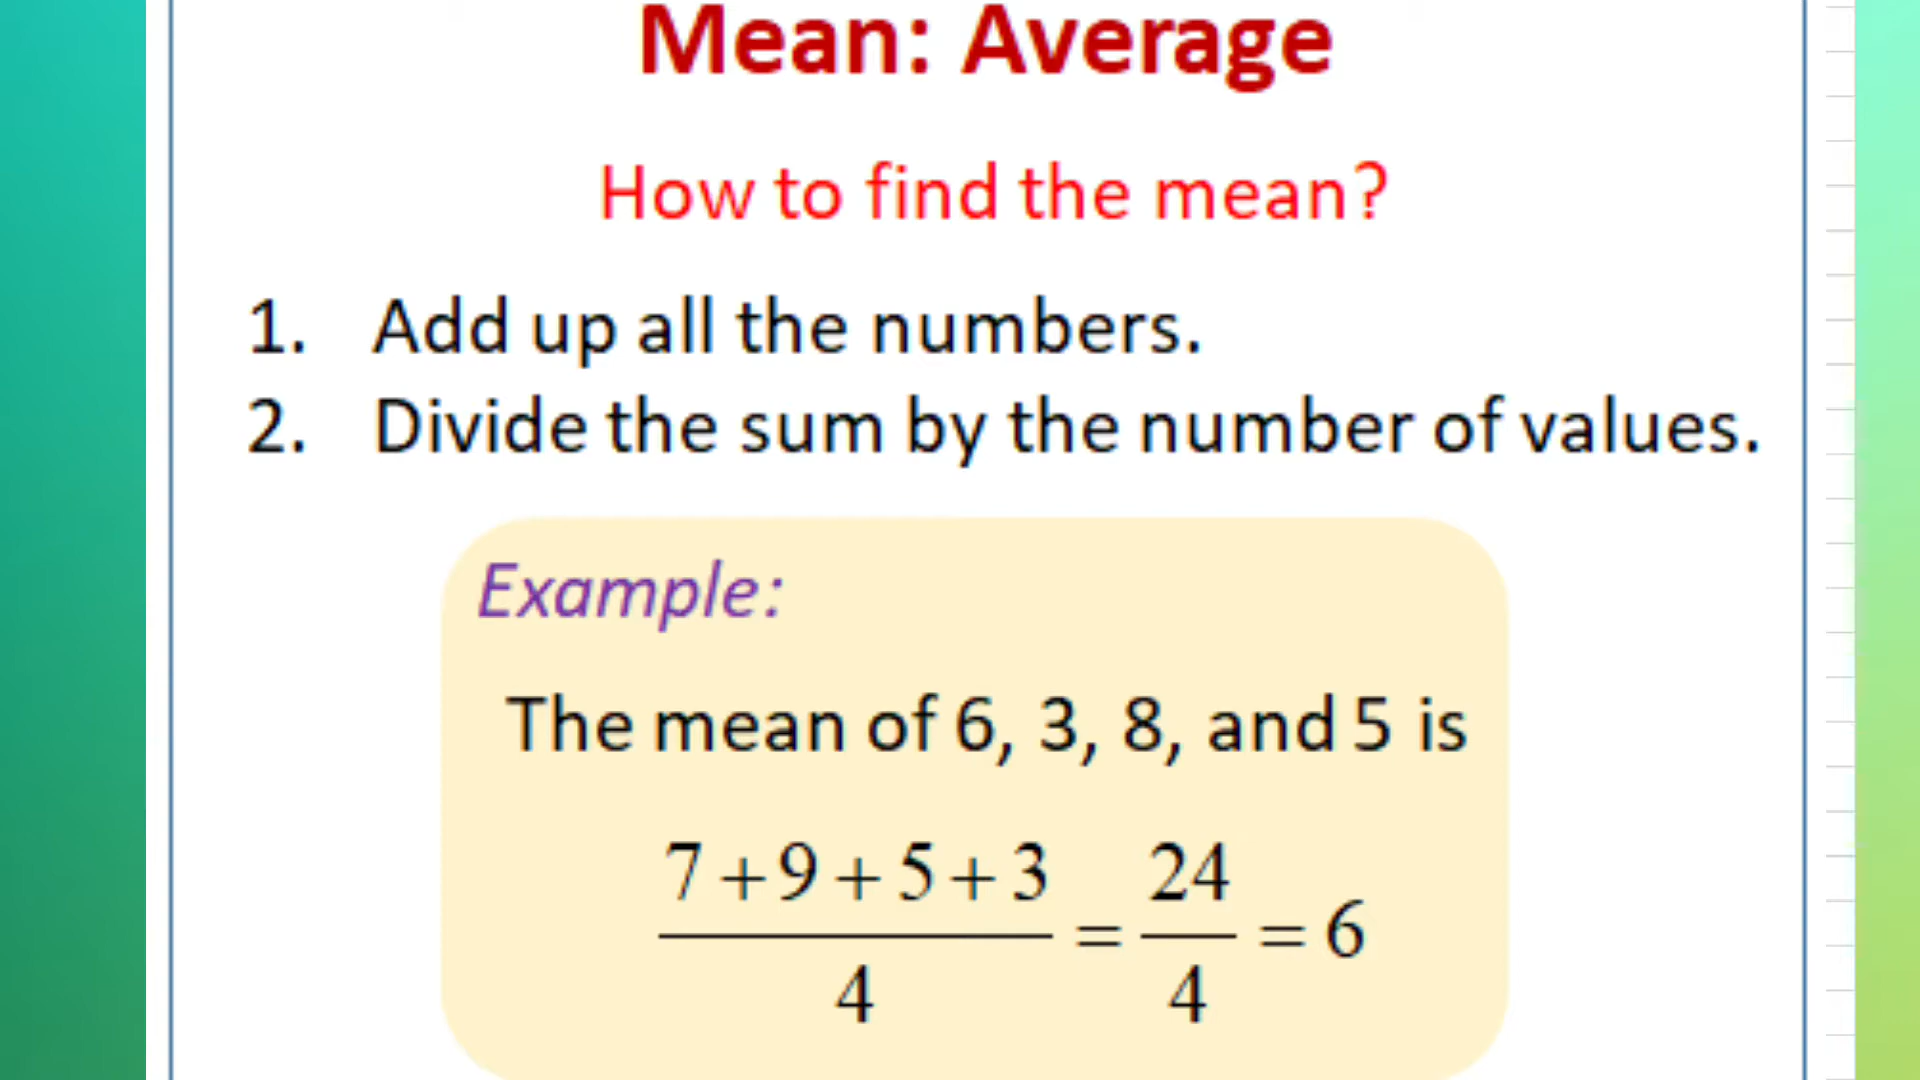 Mean: Average
How to find the mean?
1. Add up all the numbers.
2. Divide the sum by the number of values.
Example:
The mean of 6, 3, 8, and 5 is
7+9+5+3/4 = 24/4 = 6